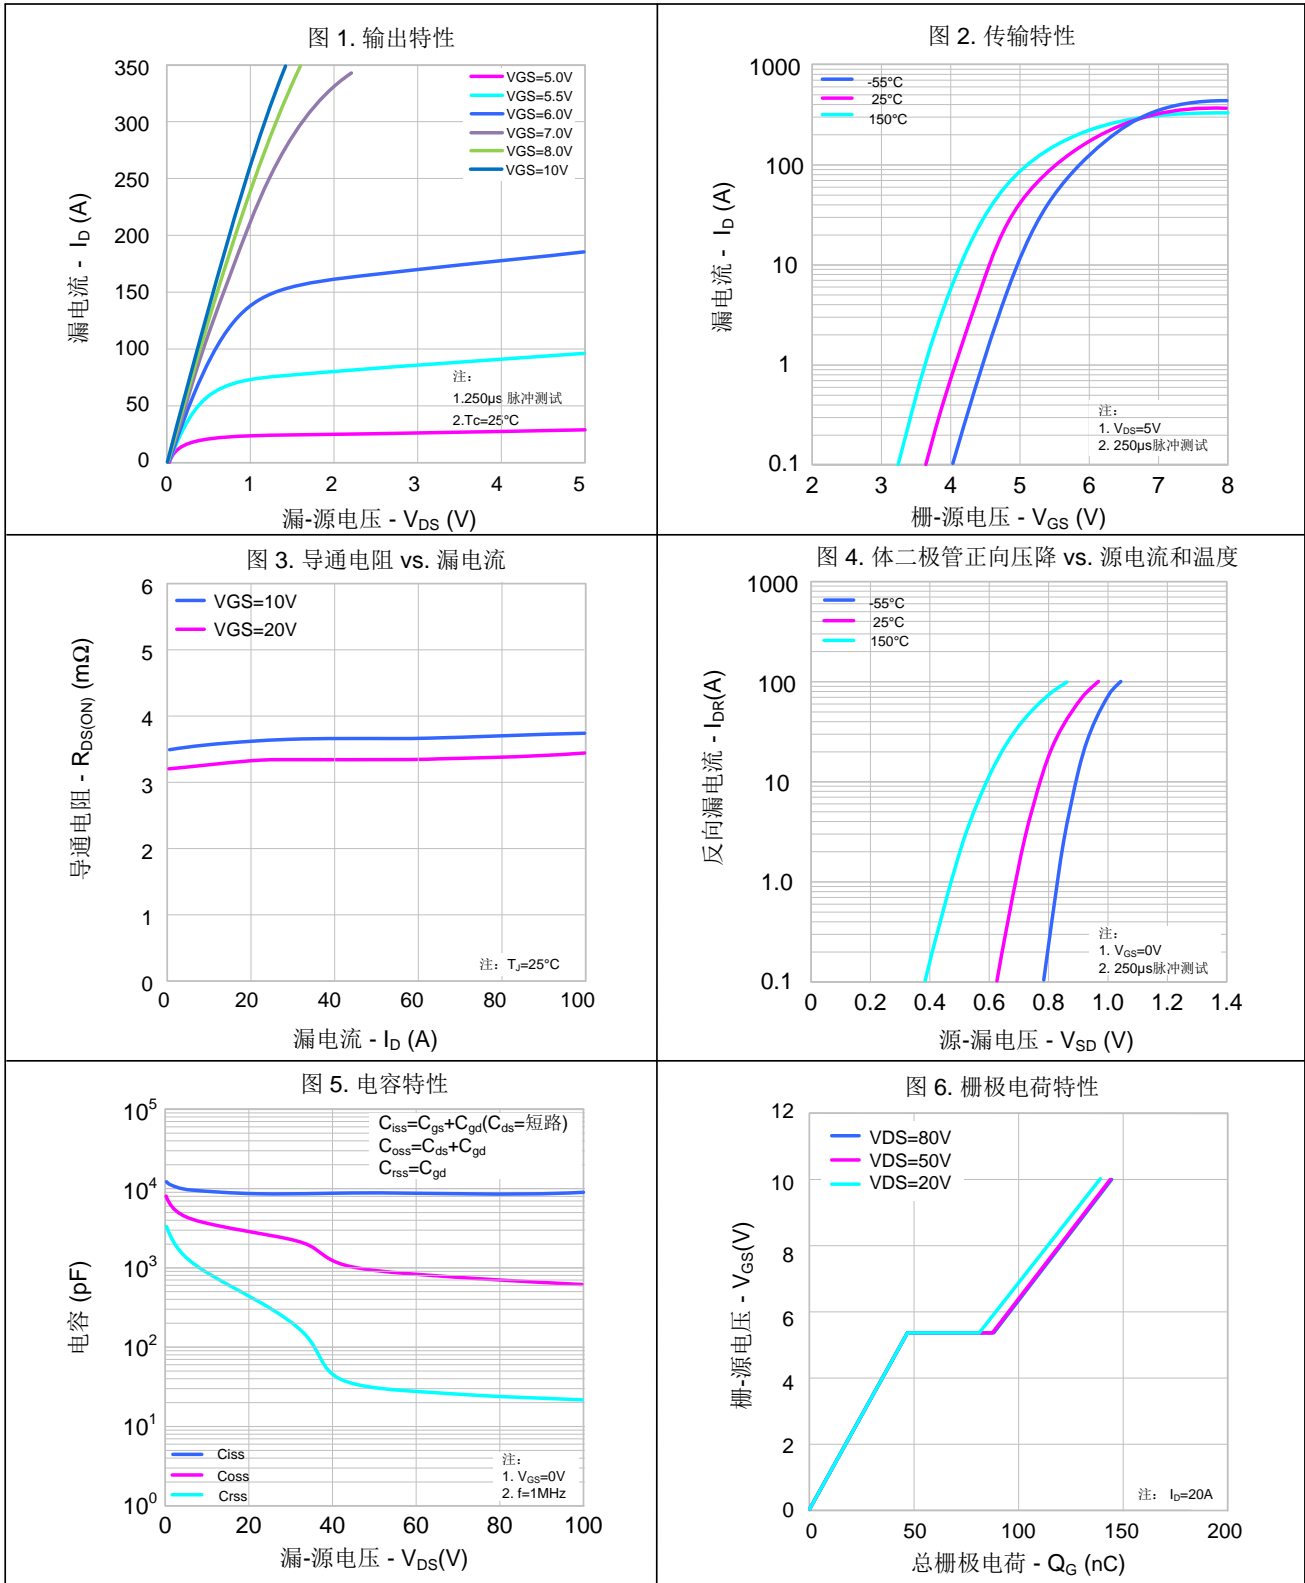 图 1. 输出特性
漏电流 - ID (A)
350
300
250
200
150
100
50
0
VGS=5.0V
VGS=5.5V
VGS=6.0V
VGS=7.0V
VGS=8.0V
VGS=10V
注：
1.250µs 脉冲测试
2.Tc=25°C
0 1 2 3 4 5
漏-源电压 - VDS (V)
图 2. 传输特性
漏电流 - ID (A)
1000
100
10
1
0.1
-55°C
25°C
150°C
注：
1. VDS=5V
2. 250µs脉冲测试
2 3 4 5 6 7 8
栅-源电压 - VGS (V)
图 3. 导通电阻 vs. 漏电流
导通电阻 - RDS(ON) (mΩ)
6
5
4
3
2
1
0
VGS=10V
VGS=20V
注：TJ=25°C
0 20 40 60 80 100
漏电流 - ID (A)
图 4. 体二极管正向压降 vs. 源电流和温度
反向漏电流 - IDR(A)
1000
100
10
1.0
0.1
-55°C
25°C
150°C
注：
1. VGS=0V
2. 250µs脉冲测试
0 0.2 0.4 0.6 0.8 1.0 1.2 1.4
源-漏电压 - VSD (V)
图 5. 电容特性
电容 (pF)
10⁵
10⁴
10³
10²
10¹
10⁰
Ciss=Cgs+Cgd(Cds=短路)
Coss=Cds+Cgd
Crss=Cgd
Ciss
Coss
Crss
注：
1. VGS=0V
2. f=1MHz
0 20 40 60 80 100
漏-源电压 - VDS(V)
图 6. 栅极电荷特性
栅-源电压 - VGS(V)
12
10
8
6
4
2
0
VDS=80V
VDS=50V
VDS=20V
注： ID=20A
0 50 100 150 200
总栅极电荷 - QG (nC)